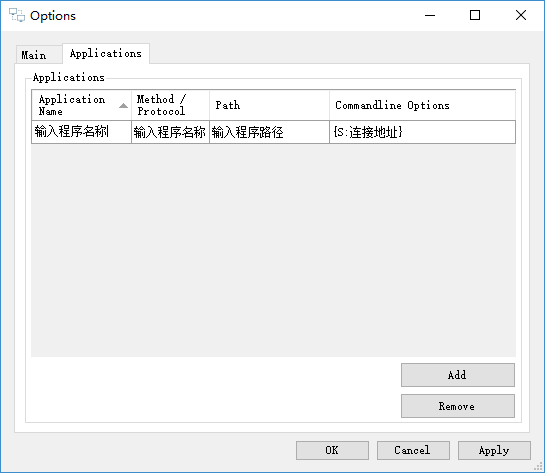 Options
Main
Applications
Applications
Application Name
Method / Protocol
Path
Commandline Options
输入程序名称
输入程序名称
输入程序路径
{S:连接地址}
Add
Remove
OK
Cancel
Apply